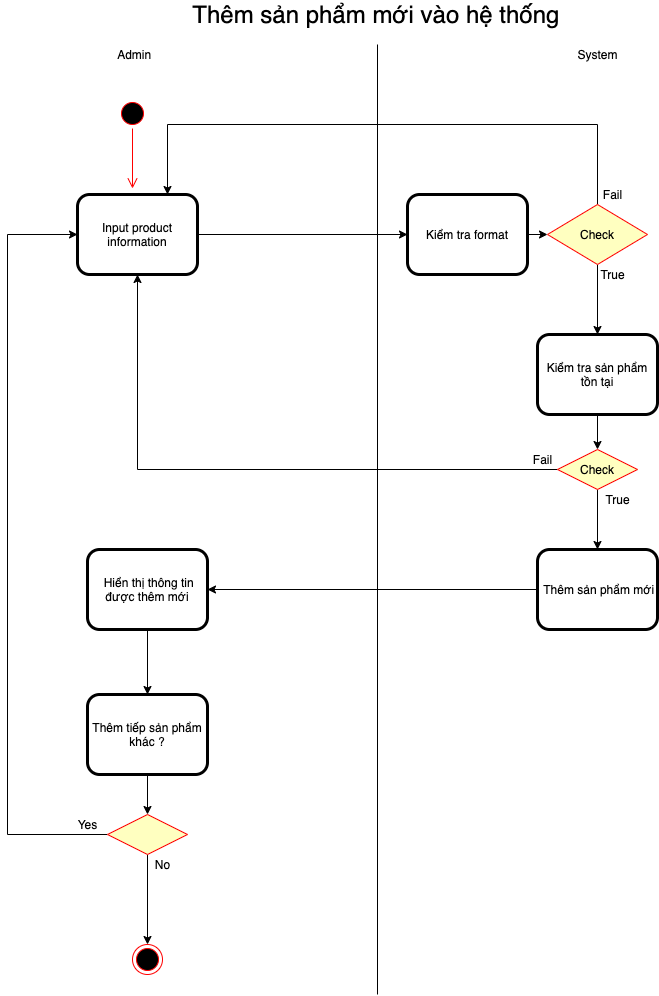 Thêm sản phẩm mới vào hệ thống
Admin
System
Fail
Input product
information
Kiểm tra format
Check
True
Kiểm tra sản phẩm
tồn tại
Fail
Check
True
Hiển thị thông tin
được thêm mới
Thêm sản phẩm mới
Thêm tiếp sản phẩm
khác ?
Yes
No